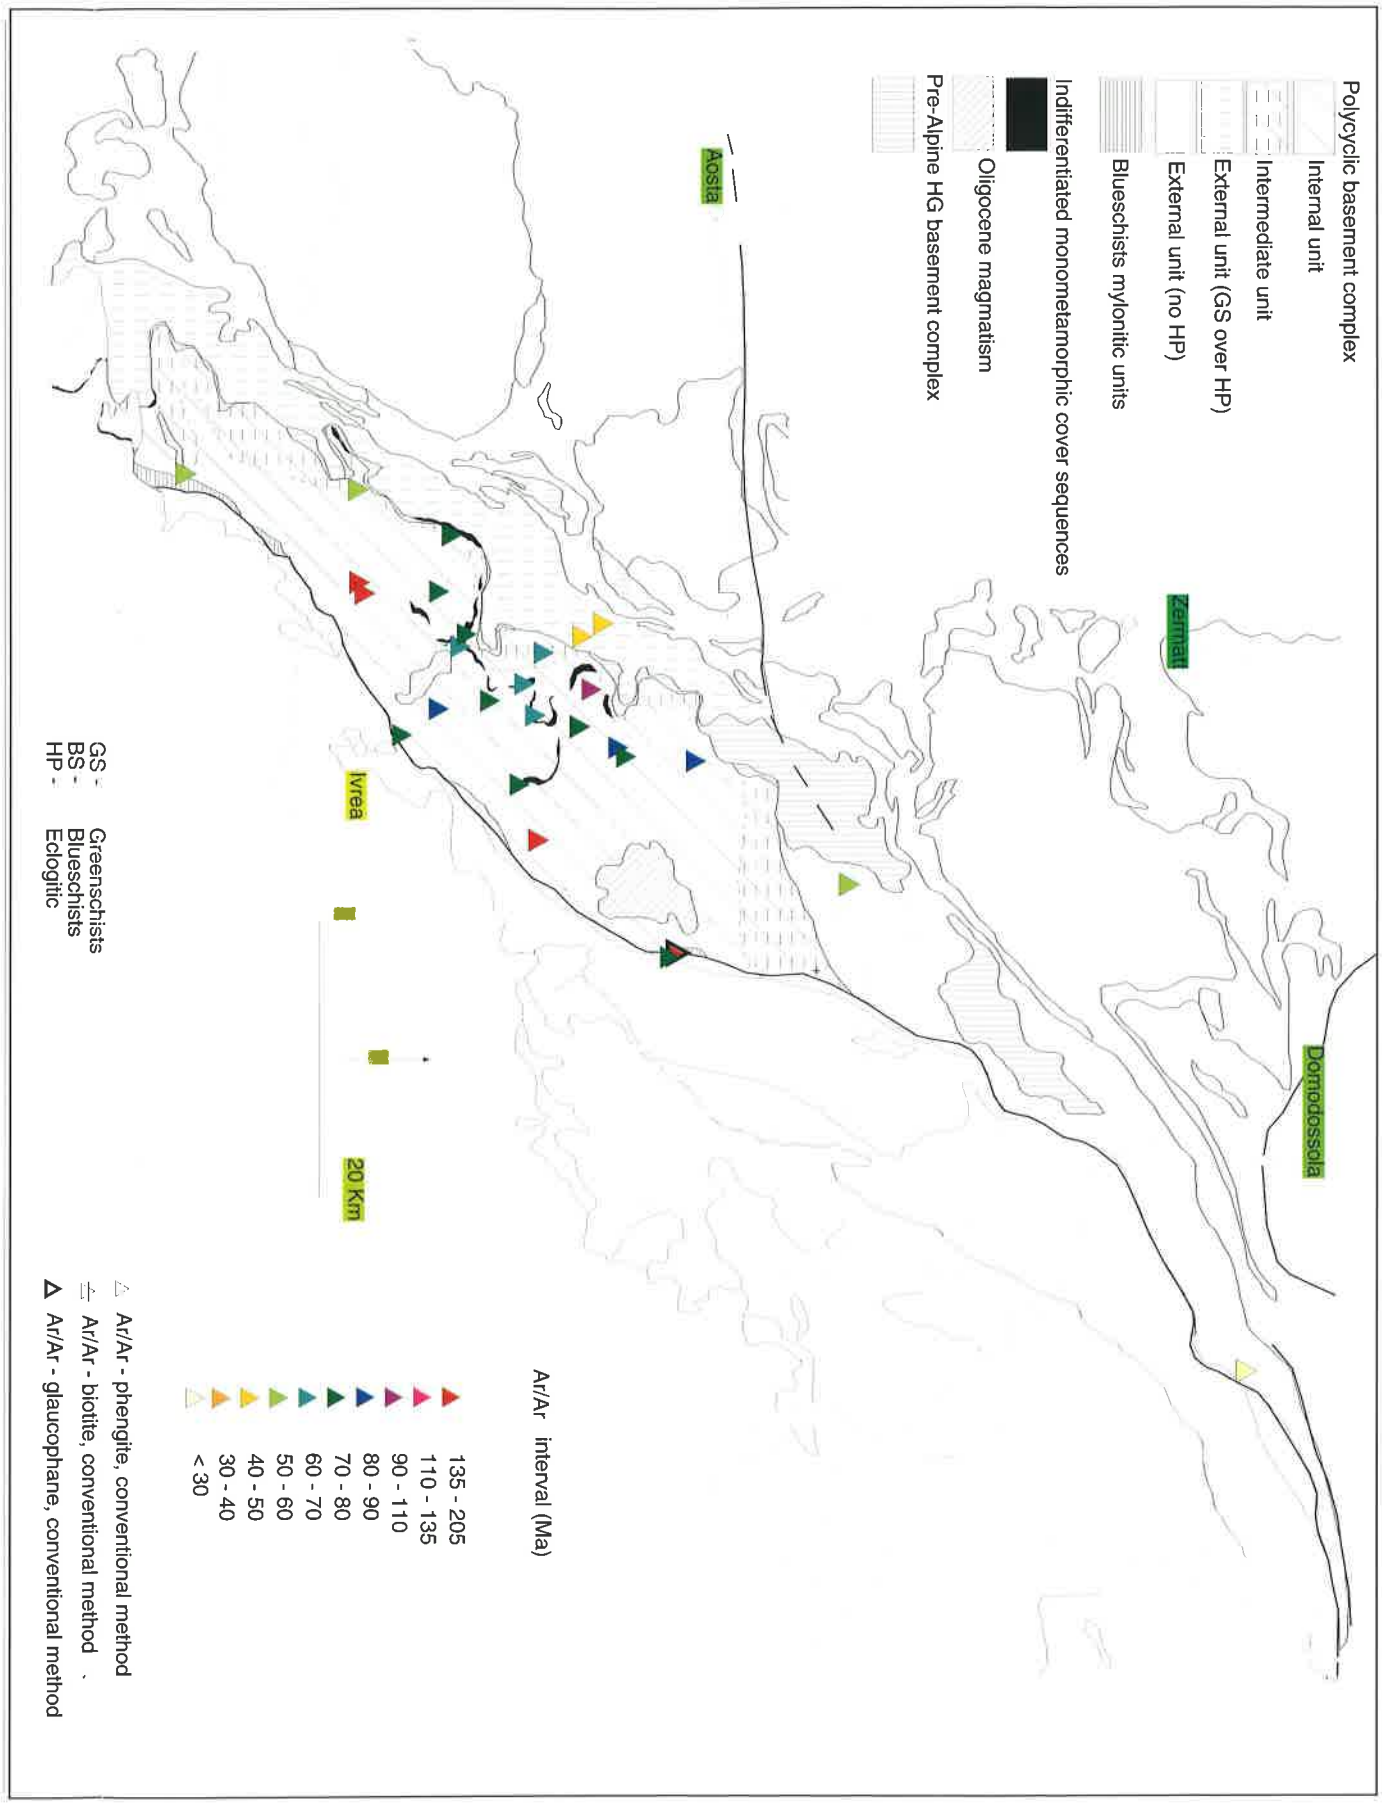 Polycyclic basement complex
Internal unit
Intermediate unit
External unit (GS over HP)
External unit (no HP)
Blueschists mylonitic units
Indifferentiated monometamorphic cover sequences
Oligocene magmatism
Pre-Alpine HG basement complex
Aosta
Zermatt
Domodossola
Ivrea
20 Km
GS - Greenschists
BS - Blueschists
HP - Eclogitic
Ar/Ar interval (Ma)
135 - 205
110 - 135
90 - 110
80 - 90
70 - 80
60 - 70
50 - 60
40 - 50
30 - 40
< 30
Ar/Ar - phengite, conventional method
Ar/Ar - biotite, conventional method
Ar/Ar - glaucophane, conventional method